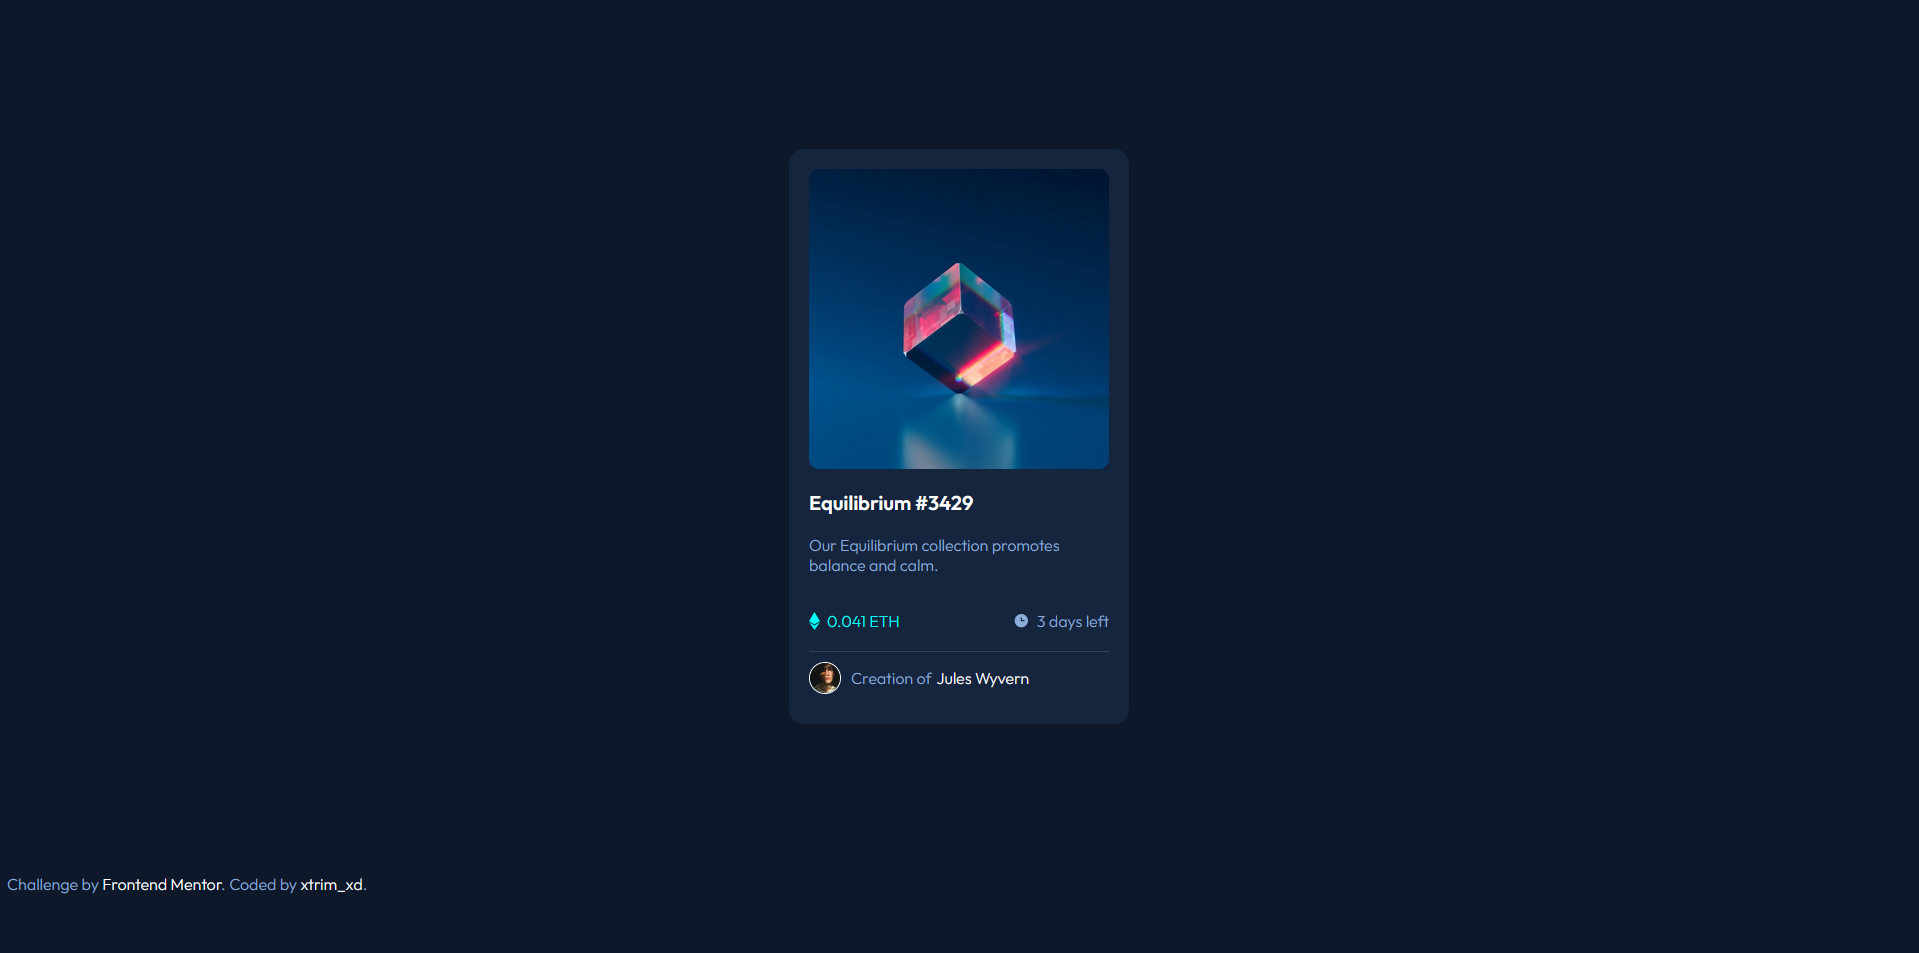 Equilibrium #3429
Our Equilibrium collection promotes
balance and calm.
0.041 ETH
3 days left
Creation of Jules Wyvern
Challenge by Frontend Mentor. Coded by xtrim_xd.